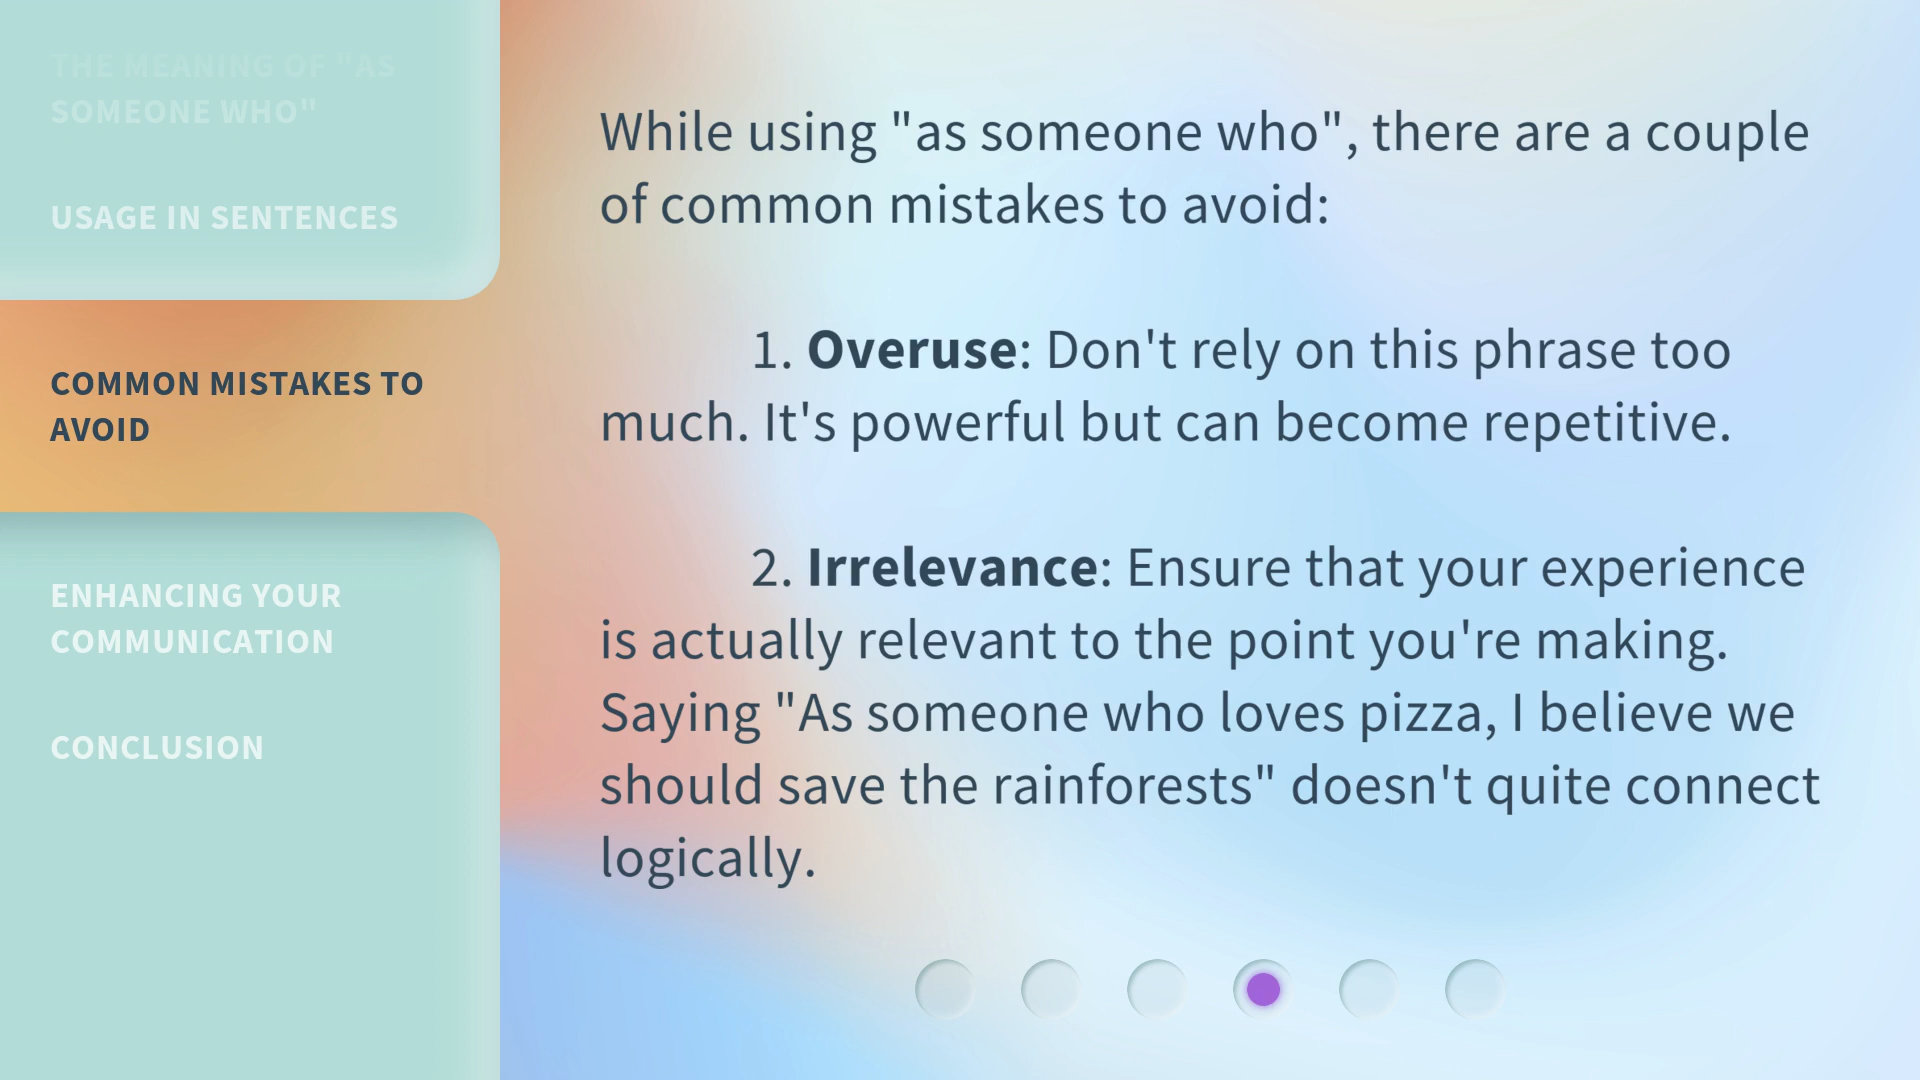 THE MEANING OF "AS
SOMEONE WHO"
USAGE IN SENTENCES
COMMON MISTAKES TO
AVOID
ENHANCING YOUR
COMMUNICATION
CONCLUSION
While using "as someone who", there are a couple
of common mistakes to avoid:
1. Overuse: Don't rely on this phrase too
much. It's powerful but can become repetitive.
2. Irrelevance: Ensure that your experience
is actually relevant to the point you're making.
Saying "As someone who loves pizza, I believe we
should save the rainforests" doesn't quite connect
logically.